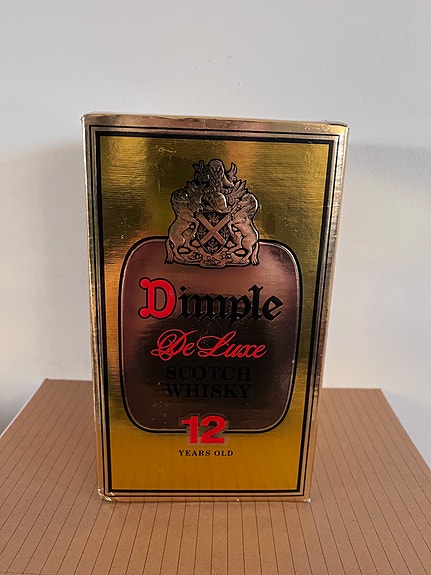 Dimple
De Luxe
SCOTCH
WHISKY
12
YEARS OLD